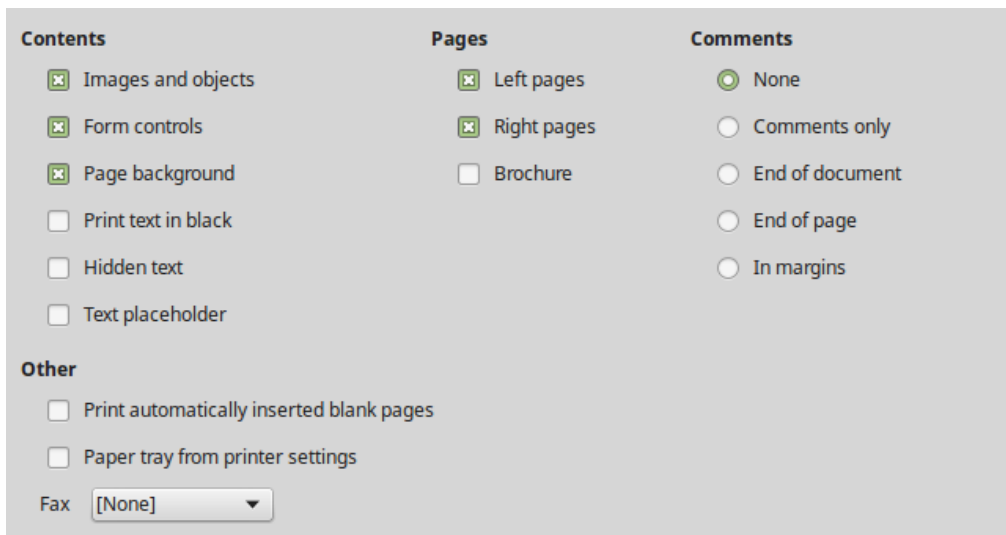 Contents
Images and objects
Form controls
Page background
Print text in black
Hidden text
Text placeholder
Pages
Left pages
Right pages
Brochure
Comments
None
Comments only
End of document
End of page
In margins
Other
Print automatically inserted blank pages
Paper tray from printer settings
Fax [None]